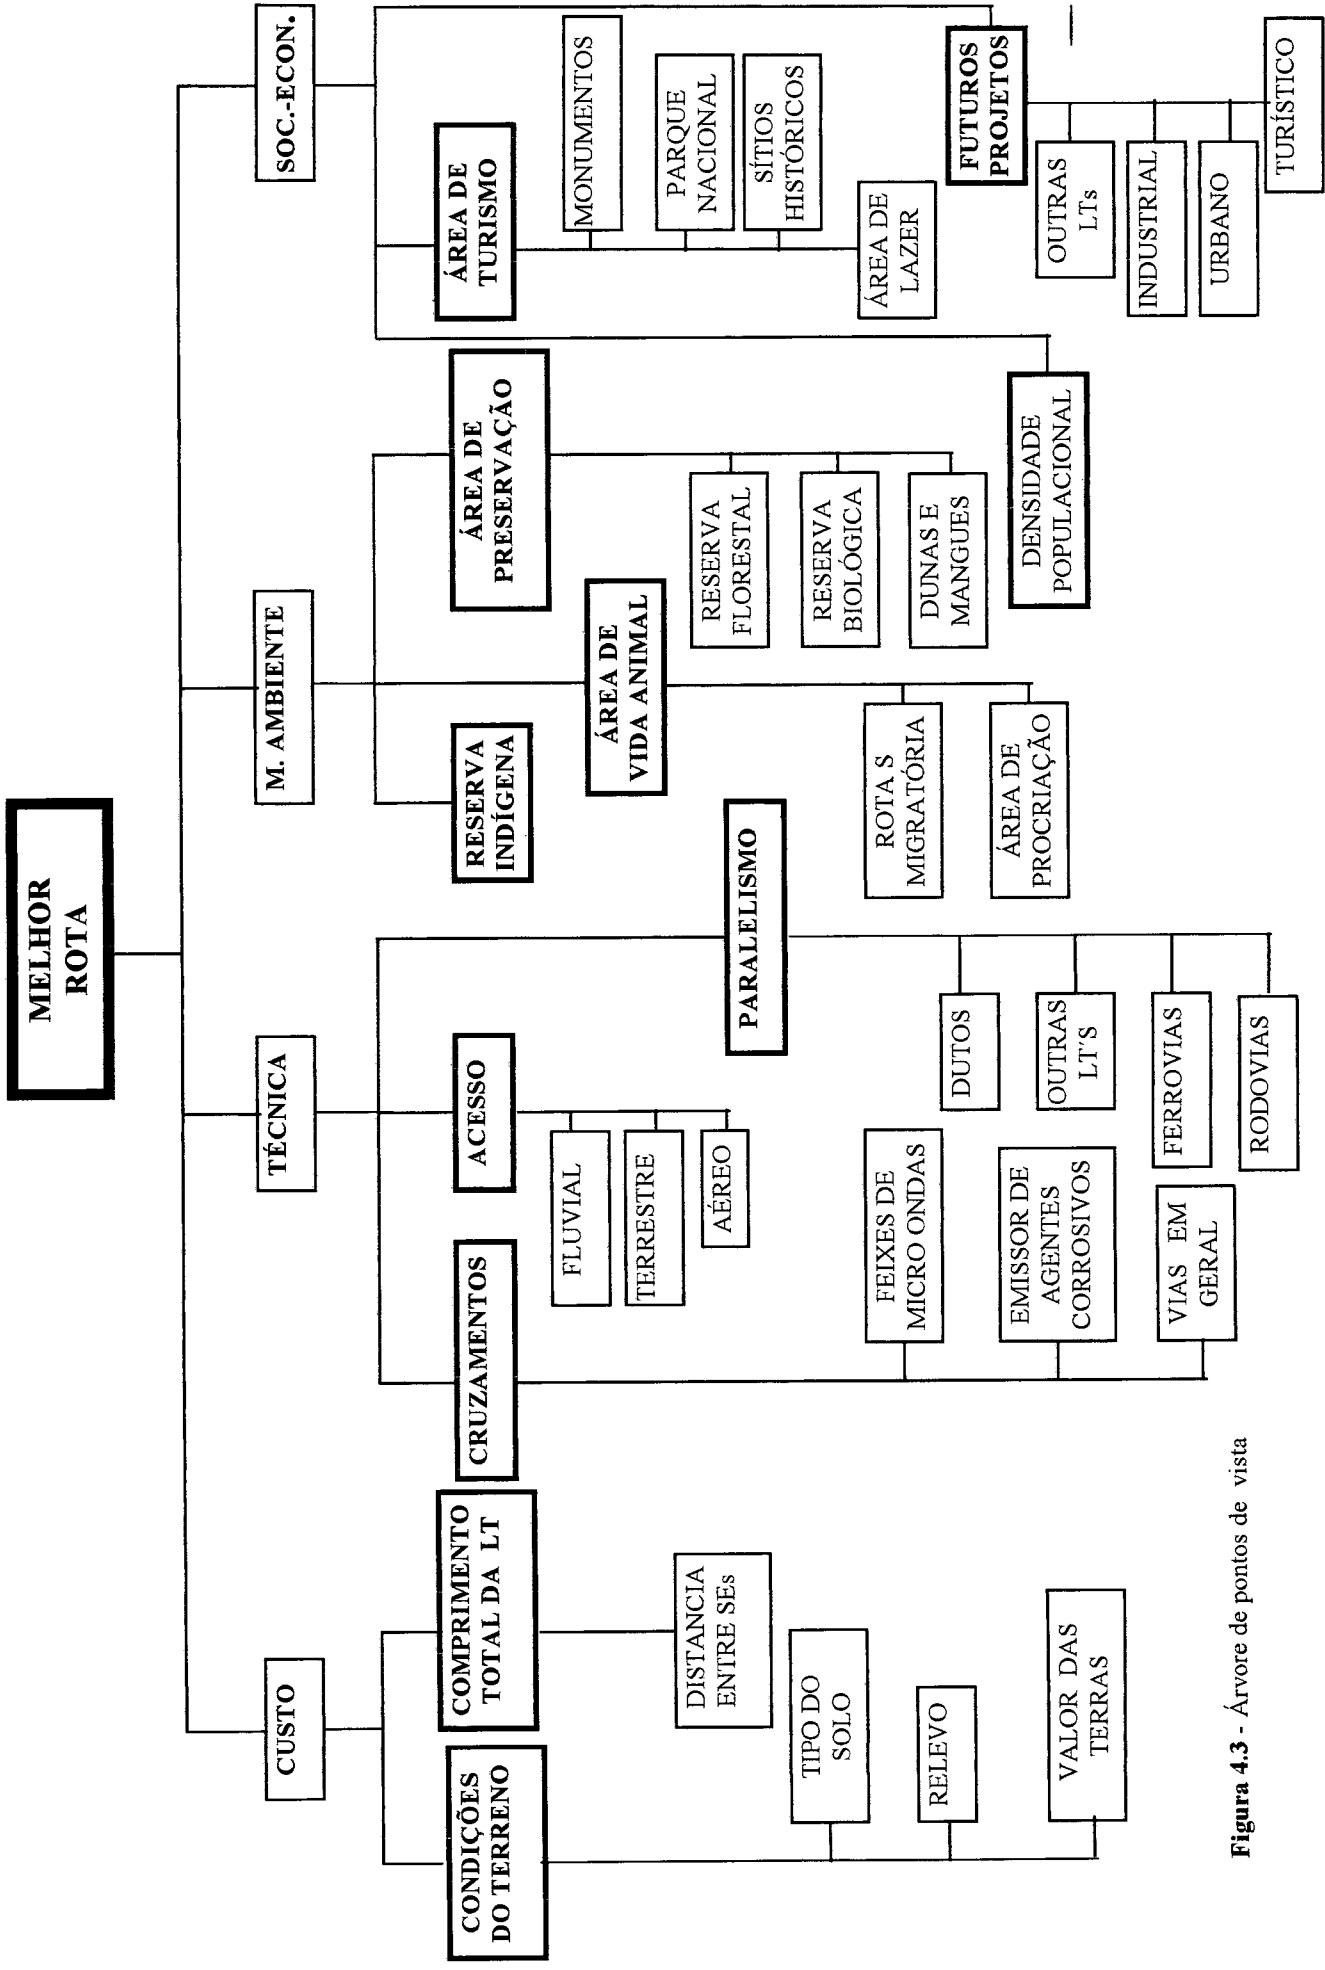 MELHOR
ROTA
CUSTO
TÉCNICA
M. AMBIENTE
SOC.-ECON.
CONDIÇÕES
DO TERRENO
TIPO DO
SOLO
RELEVO
VALOR DAS
TERRAS
COMPRIMENTO
TOTAL DA LT
DISTANCIA
ENTRE SEs
CRUZAMENTOS
FEIXES DE
MICRO ONDAS
EMISSOR DE
AGENTES
CORROSIVOS
VIAS EM
GERAL
ACESSO
FLUVIAL
TERRESTRE
AÉREO
PARALELISMO
DUTOS
OUTRAS
LT'S
FERROVIAS
RODOVIAS
RESERVA
INDÍGENA
ÁREA DE
VIDA ANIMAL
ROTA S
MIGRATÓRIA
ÁREA DE
PROCRIAÇÃO
ÁREA DE
PRESERVAÇÃO
RESERVA
FLORESTAL
RESERVA
BIOLÓGICA
DUNAS E
MANGUES
DENSIDADE
POPULACIONAL
ÁREA DE
TURISMO
MONUMENTOS
PARQUE
NACIONAL
SÍTIOS
HISTÓRICOS
ÁREA DE
LAZER
FUTUROS
PROJETOS
OUTRAS
LTs
INDUSTRIAL
URBANO
TURÍSTICO
Figura 4.3 - Árvore de pontos de vista